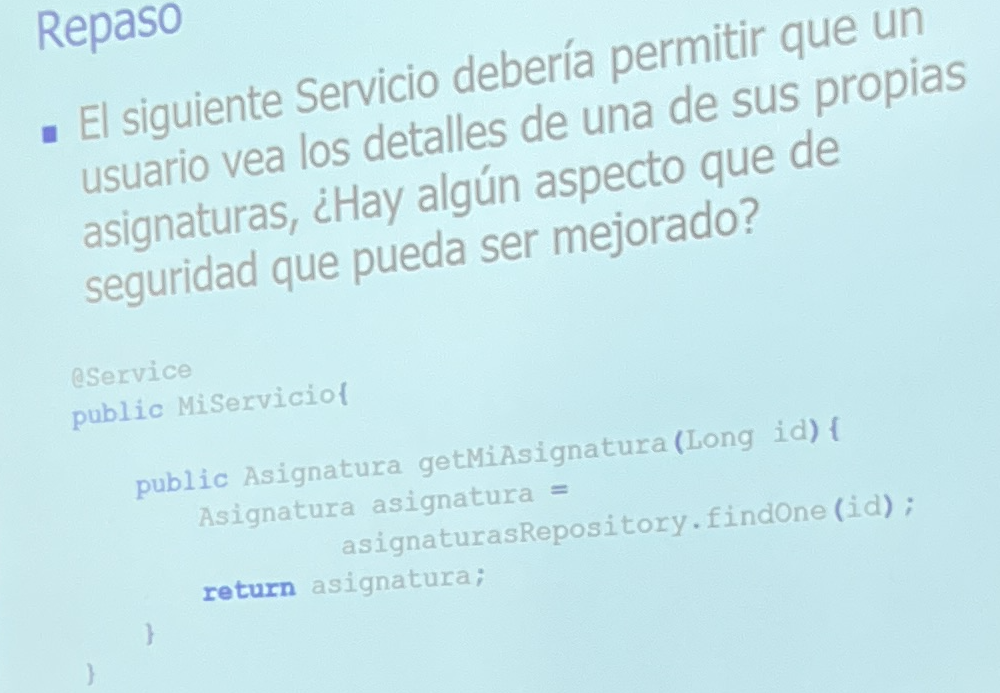 Repaso
▪ El siguiente Servicio debería permitir que un
usuario vea los detalles de una de sus propias
asignaturas, ¿Hay algún aspecto que de
seguridad que pueda ser mejorado?
@Service
public MiServicio{
public Asignatura getMiAsignatura(Long id){
Asignatura asignatura =
asignaturasRepository.findOne(id);
return asignatura;
}
}